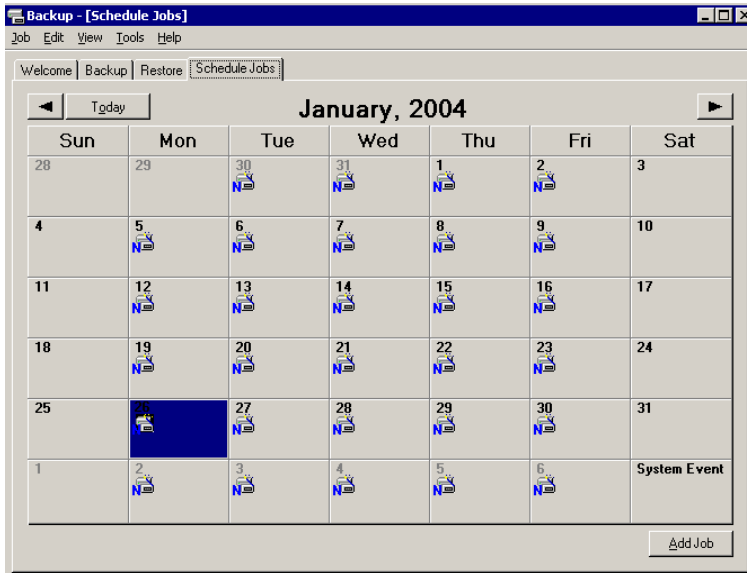 Backup - [Schedule Jobs]
Job Edit View Tools Help
Welcome Backup Restore Schedule Jobs
Today January, 2004
Sun Mon Tue Wed Thu Fri Sat
28 29 30 31 1 2 3
N N N N
4 5 6 7 8 9 10
N N N N N
11 12 13 14 15 16 17
N N N N N
18 19 20 21 22 23 24
N N N N N
25 26 27 28 29 30 31
N N N N
1 2 3 4 5 6 System Event
N N N N N
Add Job